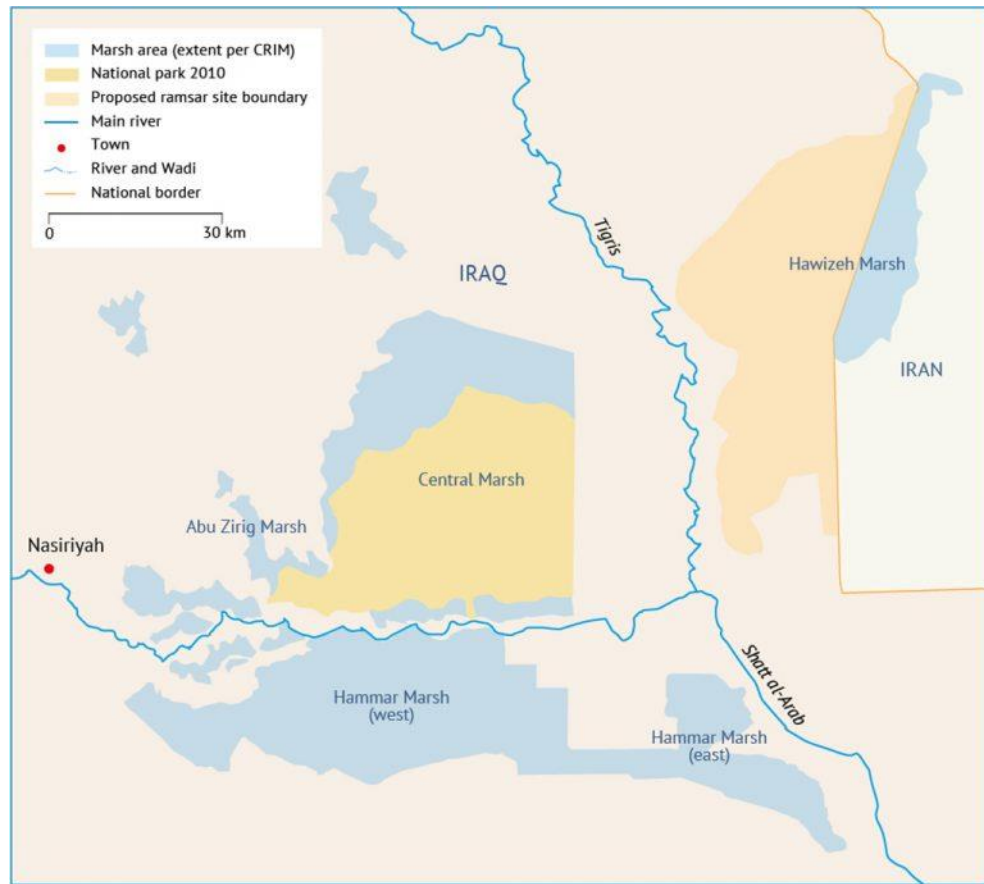 Marsh area (extent per CRIM)
National park 2010
Proposed ramsar site boundary
Main river
Town
River and Wadi
National border
0 30 km
Tigris
IRAQ
Hawizeh Marsh
IRAN
Central Marsh
Abu Zirig Marsh
Nasiriyah
Shatt al-Arab
Hammar Marsh
(west)
Hammar Marsh
(east)